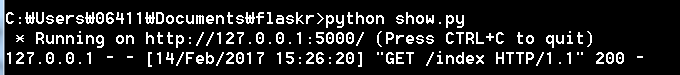 C:₩Users₩06411₩Documents₩flaskr>python show.py
* Running on http://127.0.0.1:5000/ (Press CTRL+C to quit)
127.0.0.1 - - [14/Feb/2017 15:26:20] "GET /index HTTP/1.1" 200 -